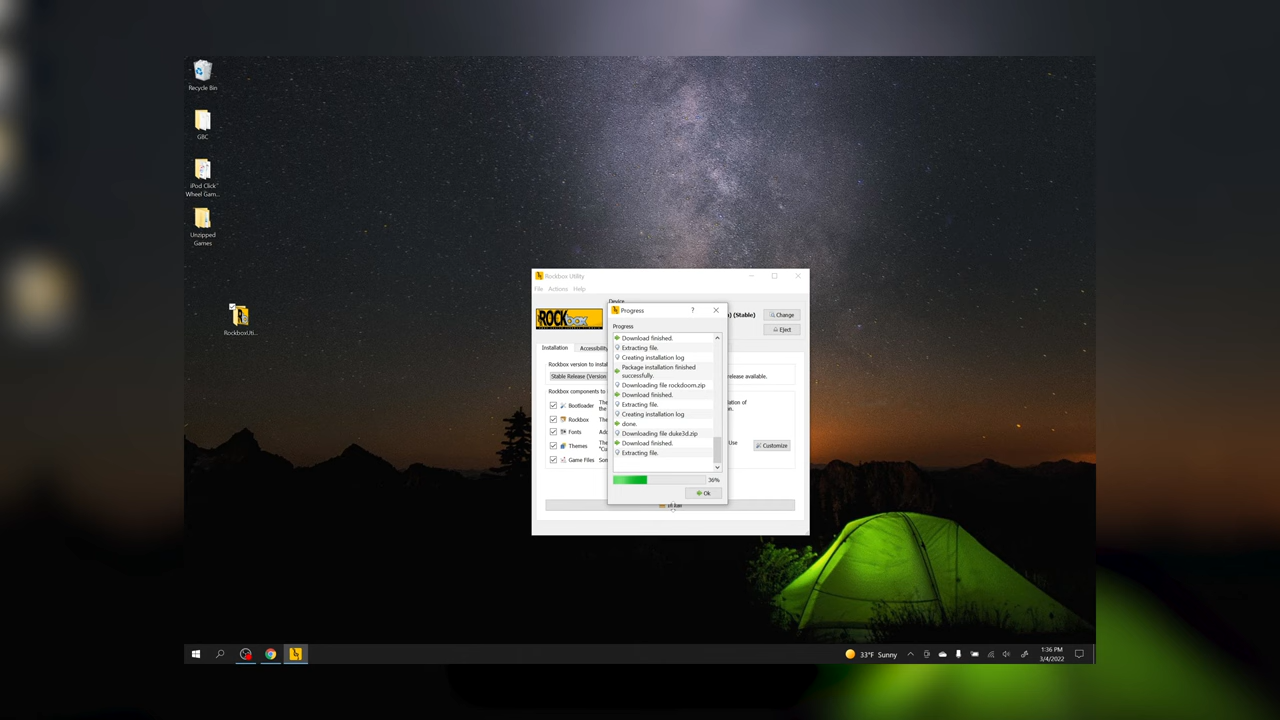 Recycle Bin
GBC
iPod Click
Wheel Gam...
Unzipped
Games
RockboxUti...
Rockbox Utility
File Actions Help
Device
(Stable)
Change
Eject
ROCKbox
Installation
Accessibility
Rockbox version to install
Stable Release (Version
release available.
Rockbox components to
Bootloader
Rockbox
Fonts
Themes
Game Files
Customize
Progress
?
Progress
Download finished.
Extracting file.
Creating installation log
Package installation finished
successfully.
Downloading file rockdoom.zip
Download finished.
Extracting file.
Creating installation log
done.
Downloading file duke3d.zip
Download finished.
Extracting file.
36%
Ok
33°F Sunny
1:36 PM
3/4/2022